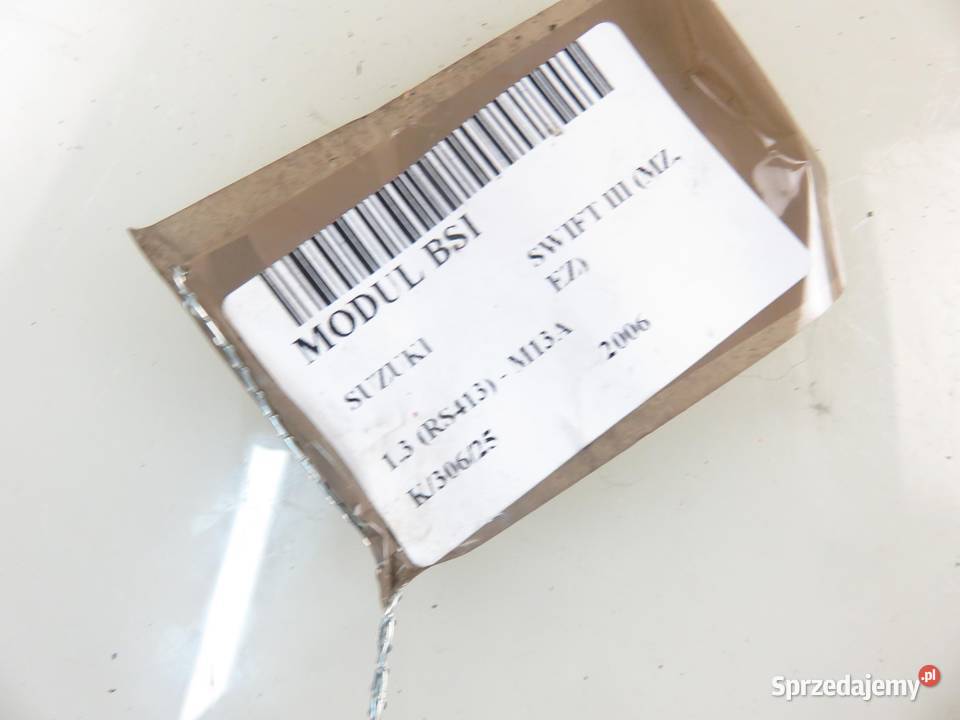 MODUL BSI
SUZUKI SWIFT III (MZ,
EZ)
1.3 (RS413) - M13A 2006
K/306/25
Sprzedajemy.pl